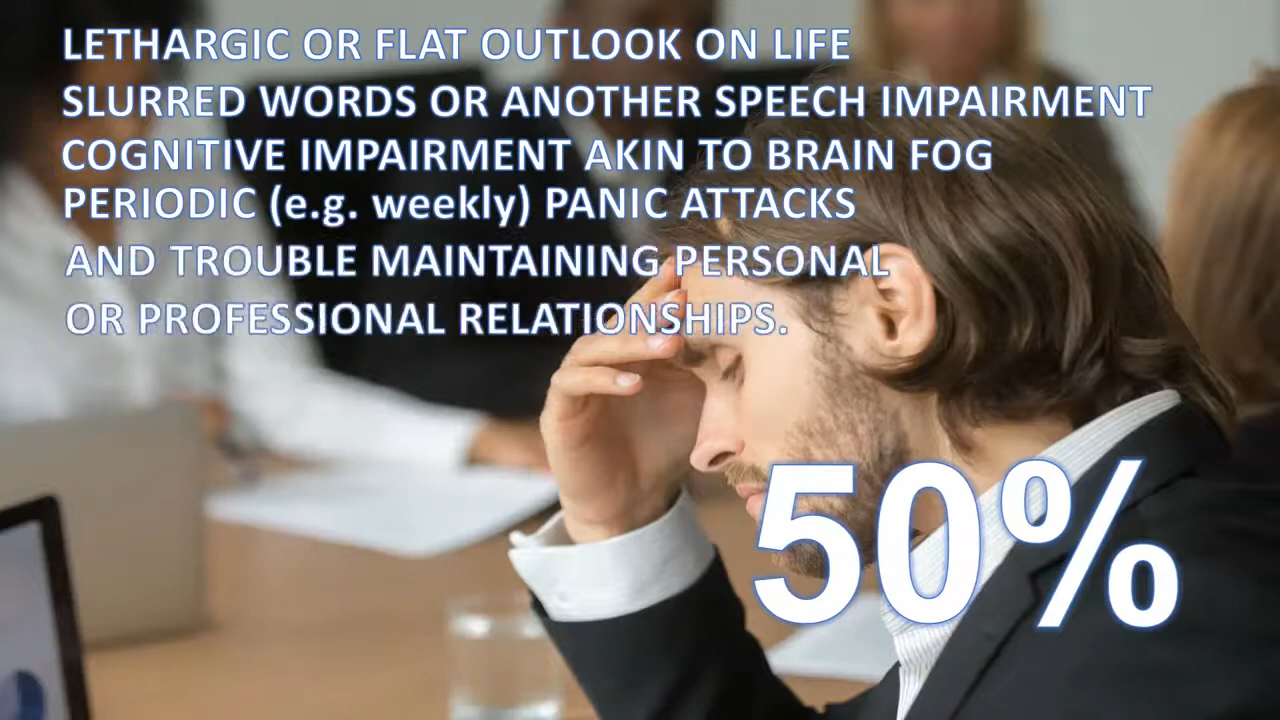 LETHARGIC OR FLAT OUTLOOK ON LIFE
SLURRED WORDS OR ANOTHER SPEECH IMPAIRMENT
COGNITIVE IMPAIRMENT AKIN TO BRAIN FOG
PERIODIC (e.g. weekly) PANIC ATTACKS
AND TROUBLE MAINTAINING PERSONAL
OR PROFESSIONAL RELATIONSHIPS.
50%